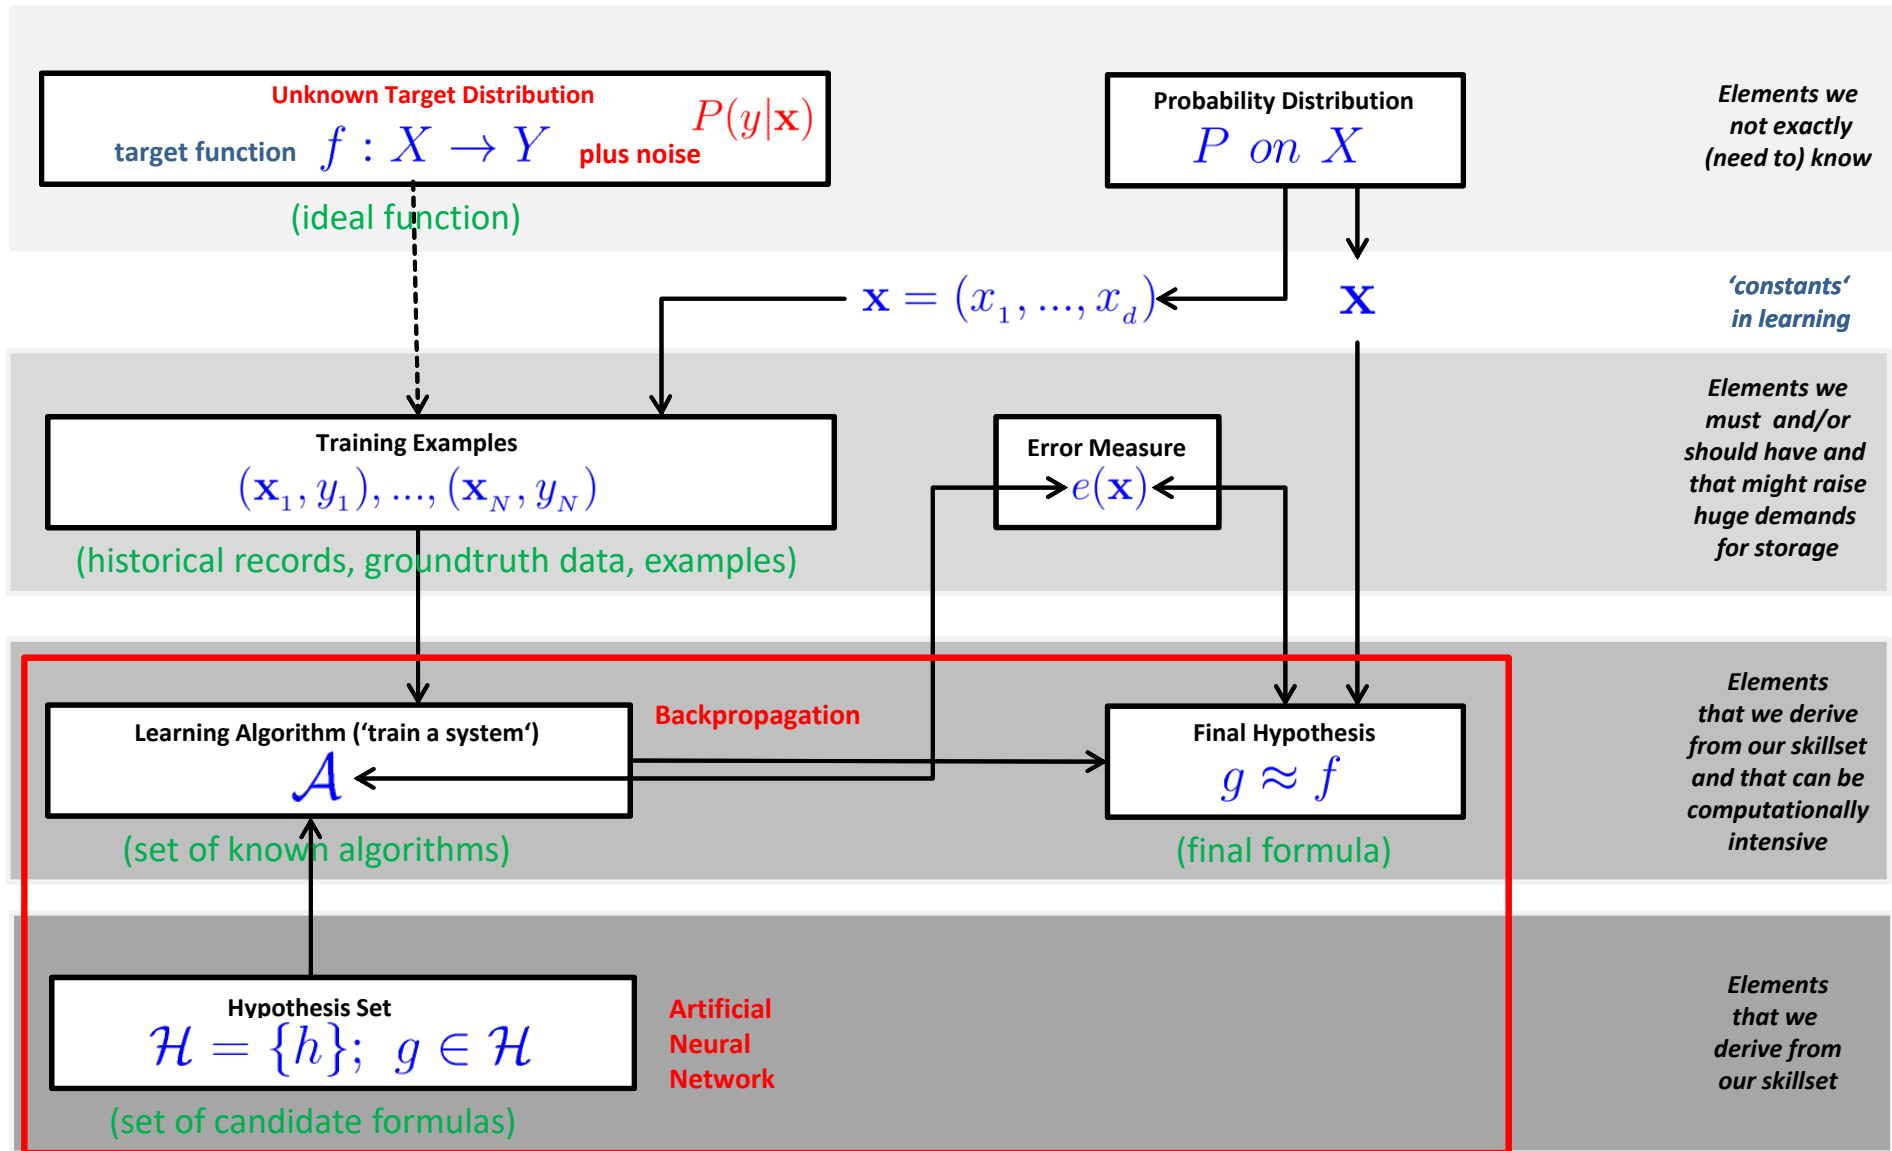 Unknown Target Distribution
target function f : X → Y plus noise P(y|x)
(ideal function)
Probability Distribution
P on X
Elements we
not exactly
(need to) know
x = (x₁, ..., x_d)
x
‘constants‘
in learning
Training Examples
(x₁, y₁), ..., (x_N, y_N)
(historical records, groundtruth data, examples)
Error Measure
e(x)
Elements we
must and/or
should have and
that might raise
huge demands
for storage
Learning Algorithm (‘train a system‘)
𝒜
(set of known algorithms)
Backpropagation
Final Hypothesis
g ≈ f
(final formula)
Elements
that we derive
from our skillset
and that can be
computationally
intensive
Hypothesis Set
ℋ = {h}; g ∈ ℋ
(set of candidate formulas)
Artificial
Neural
Network
Elements
that we
derive from
our skillset